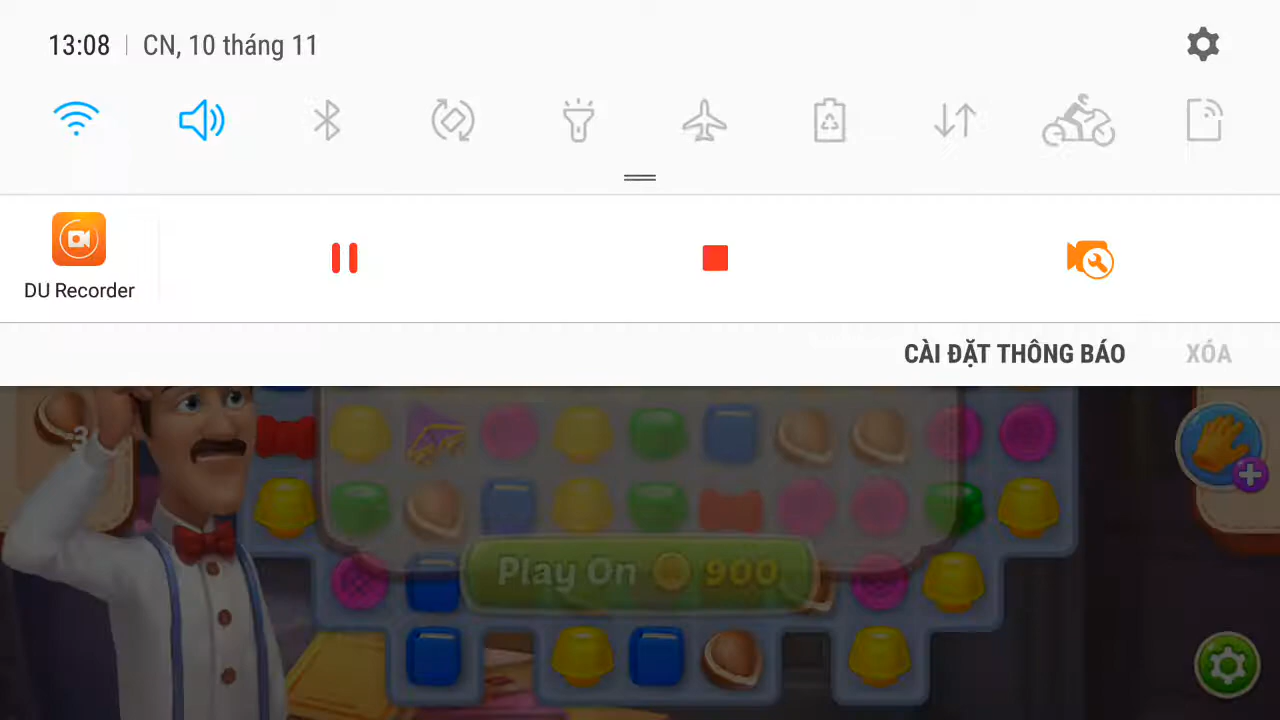 13:08 | CN, 10 tháng 11
DU Recorder
CÀI ĐẶT THÔNG BÁO XÓA
3
Play On 900